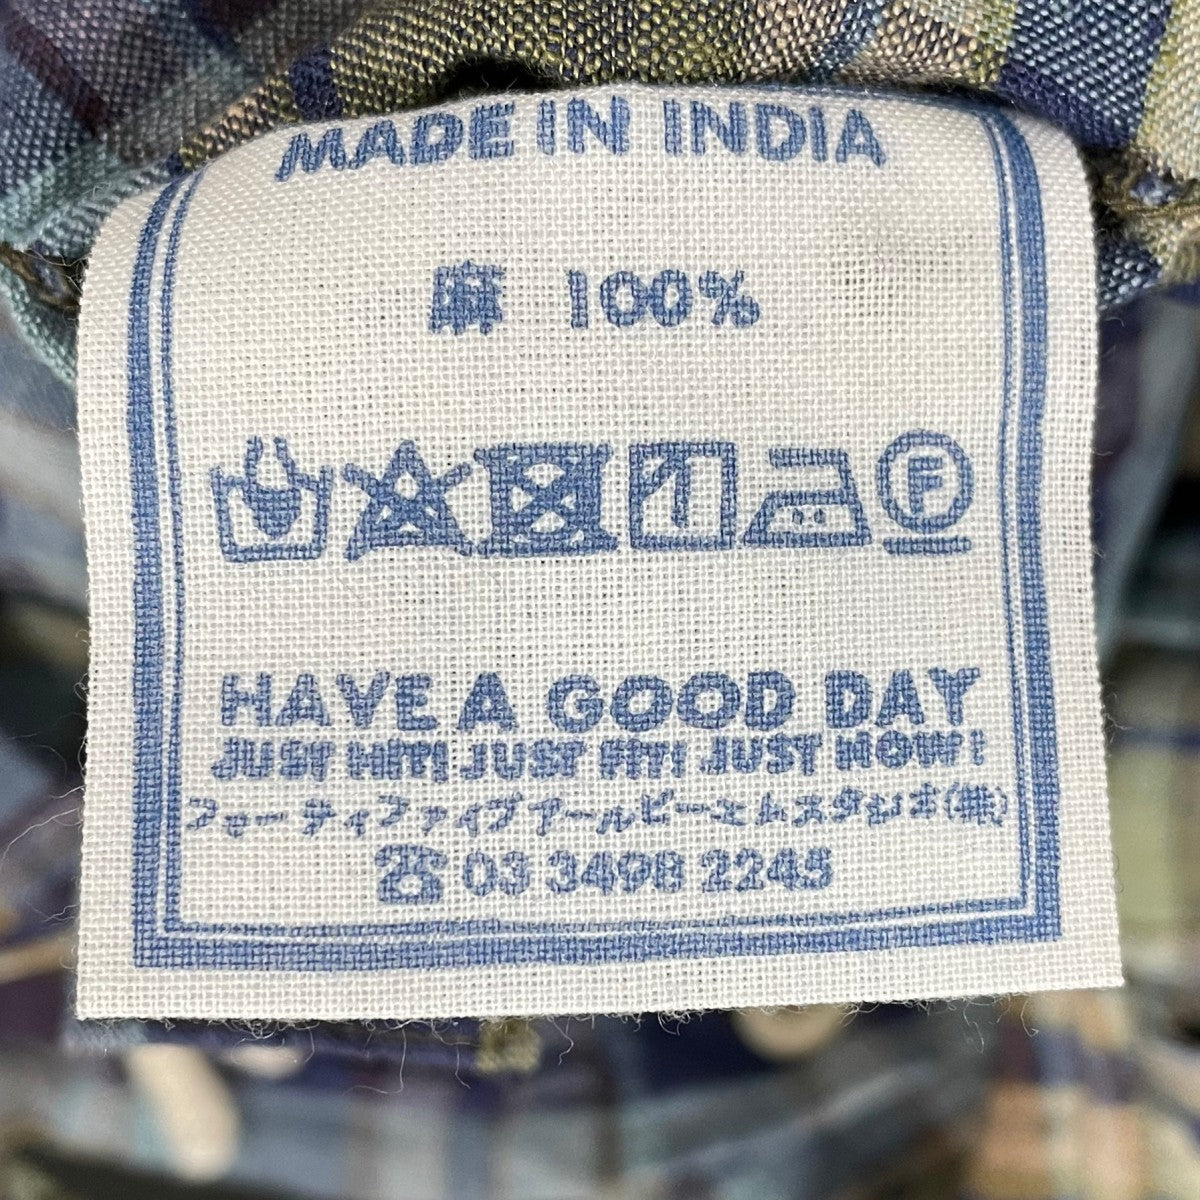 MADE IN INDIA
麻 100%
F
HAVE A GOOD DAY
JUST HIT! JUST FIT! JUST NOW!
フォーティファイブアールピーエムスタジオ(株)
☎03 3498 2245